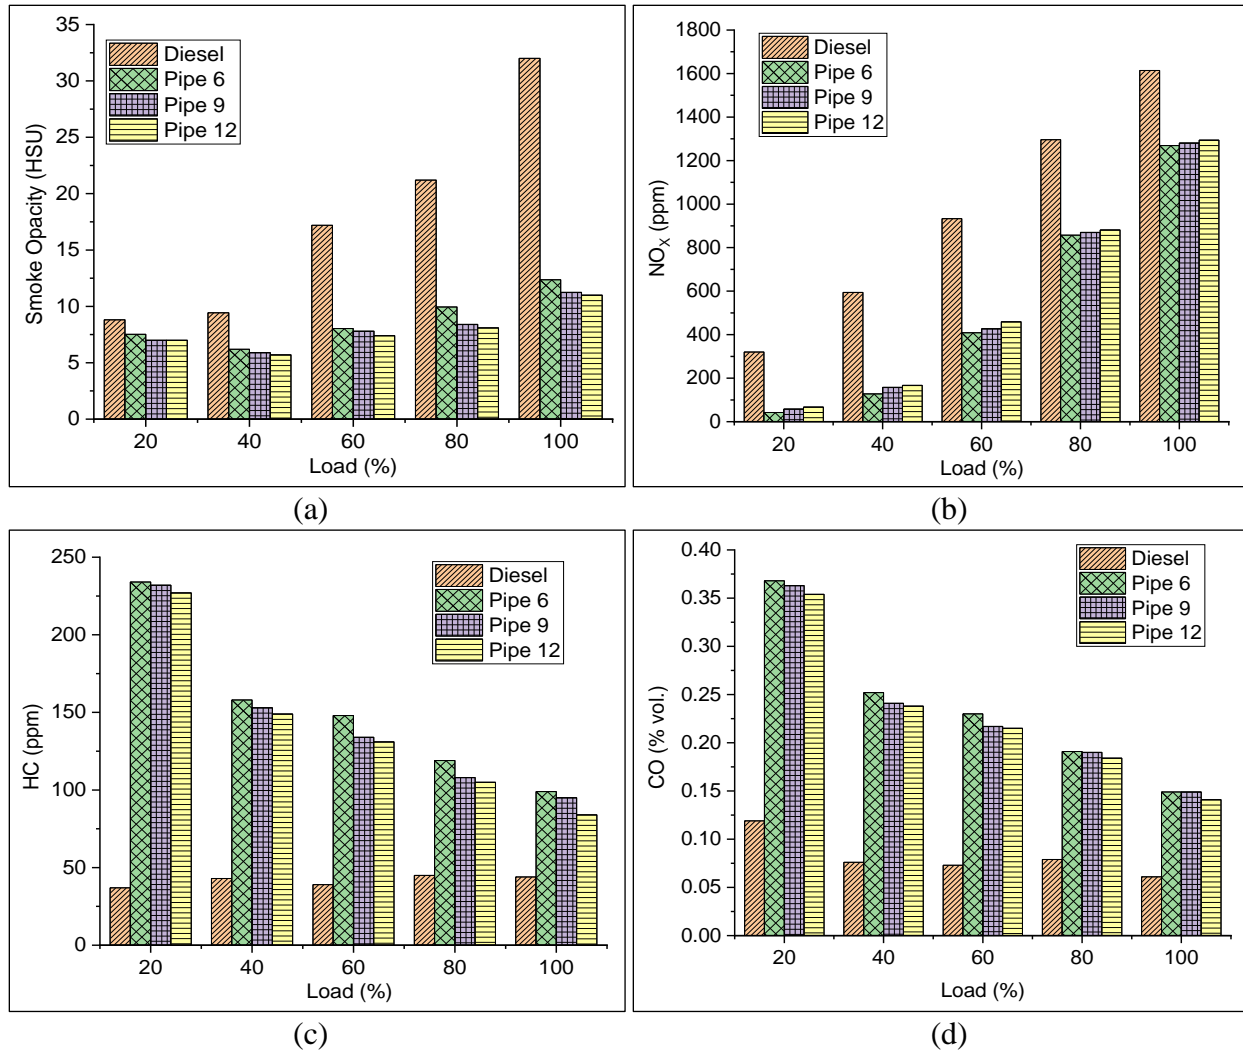 35
30
25
20
15
10
5
0
Smoke Opacity (HSU)
Diesel
Pipe 6
Pipe 9
Pipe 12
20 40 60 80 100
Load (%)
(a)
1800
1600
1400
1200
1000
800
600
400
200
0
NOX (ppm)
Diesel
Pipe 6
Pipe 9
Pipe 12
20 40 60 80 100
Load (%)
(b)
250
200
150
100
50
0
HC (ppm)
Diesel
Pipe 6
Pipe 9
Pipe 12
20 40 60 80 100
Load (%)
(c)
0.40
0.35
0.30
0.25
0.20
0.15
0.10
0.05
0.00
CO (% vol.)
Diesel
Pipe 6
Pipe 9
Pipe 12
20 40 60 80 100
Load (%)
(d)